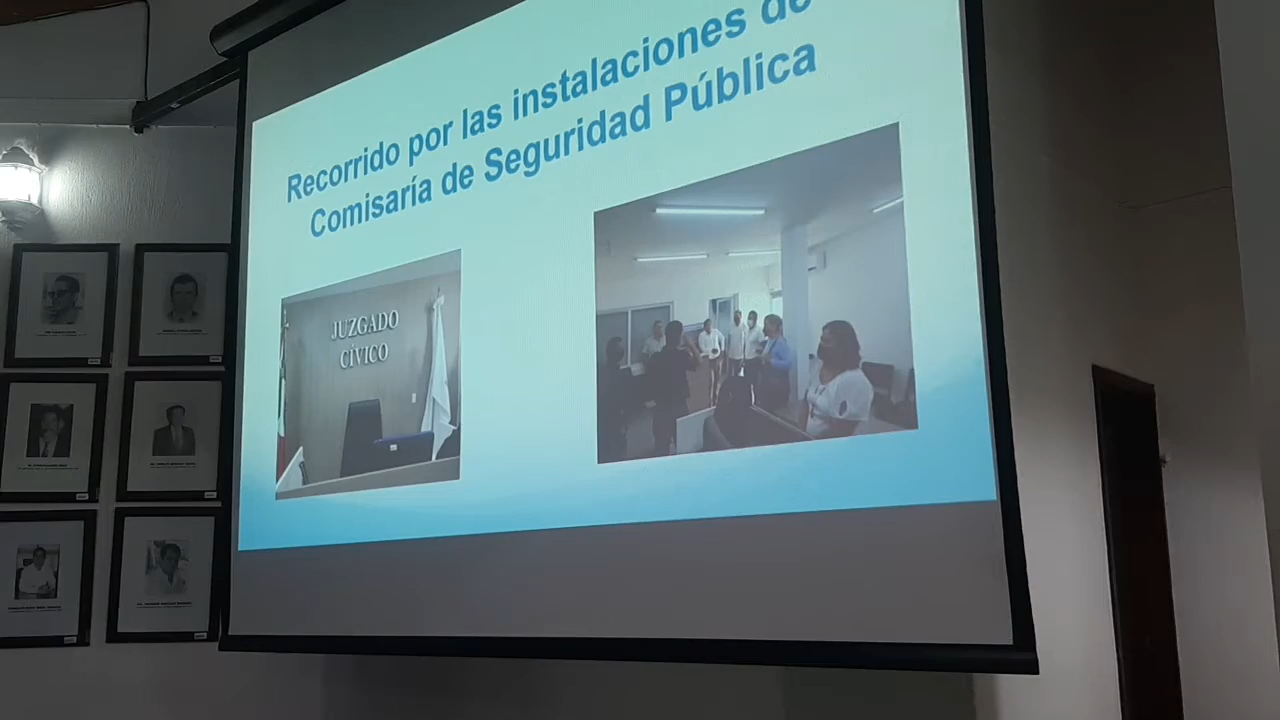 Recorrido por las instalaciones de
Comisaría de Seguridad Pública
JUZGADO
CÍVICO